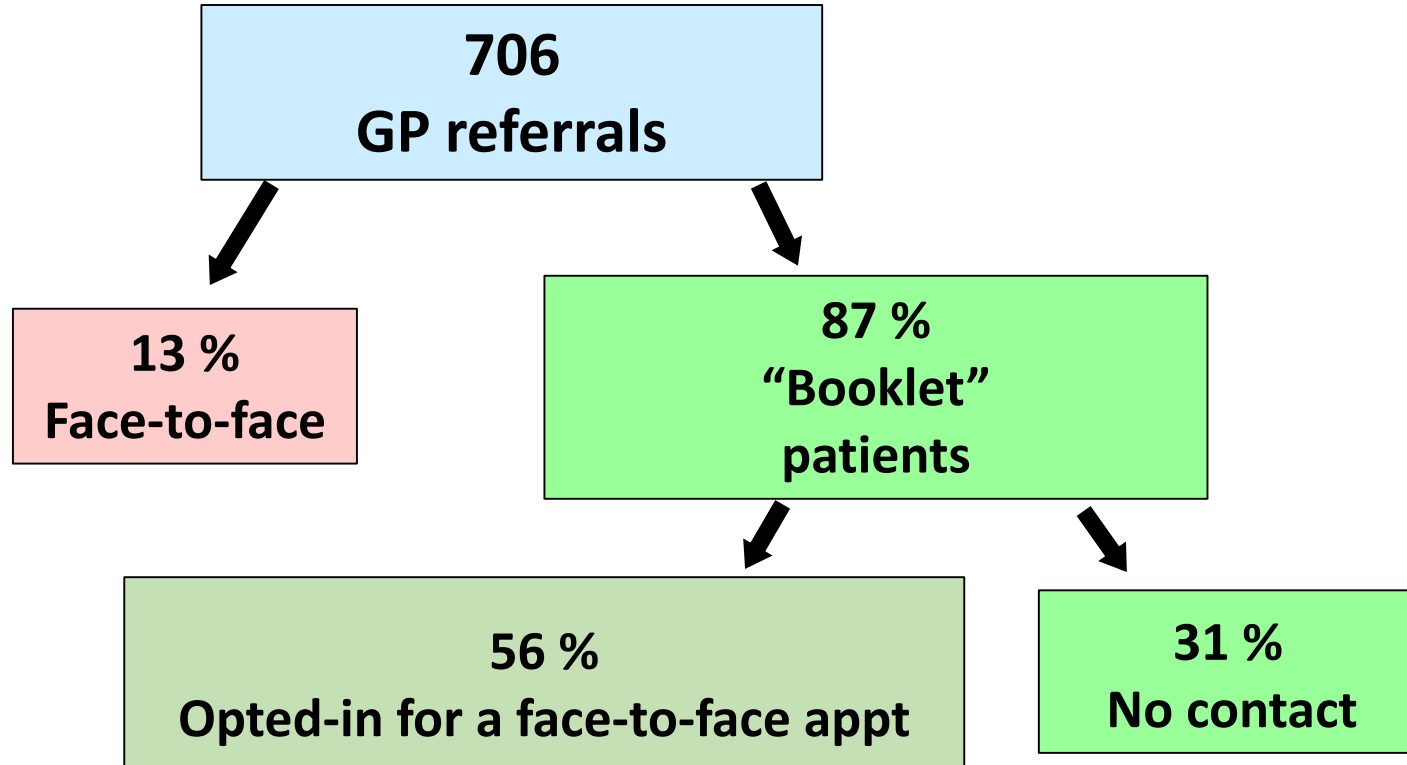 706
GP referrals
13 %
Face-to-face
87 %
“Booklet”
patients
56 %
Opted-in for a face-to-face appt
31 %
No contact